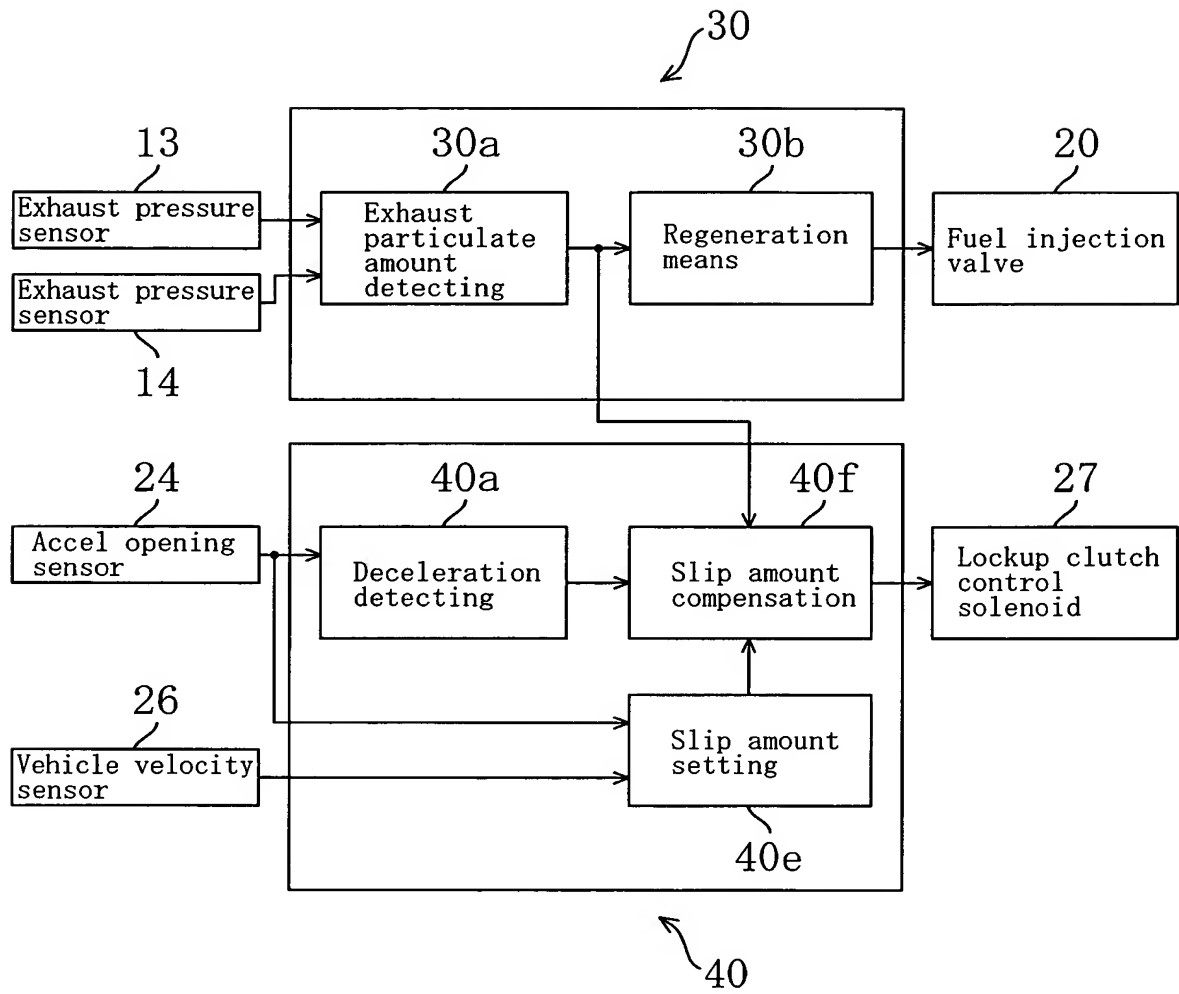 30
13
30a
30b
20
Exhaust pressure
sensor
Exhaust
particulate
amount
detecting
Regeneration
means
Fuel injection
valve
Exhaust pressure
sensor
14
24
40a
40f
27
Accel opening
sensor
Deceleration
detecting
Slip amount
compensation
Lockup clutch
control
solenoid
26
Vehicle velocity
sensor
Slip amount
setting
40e
40